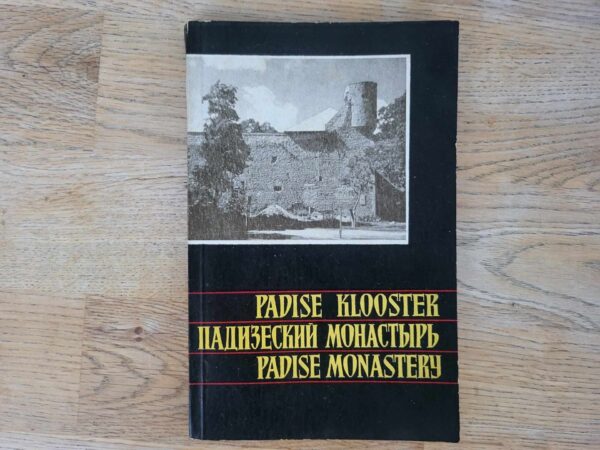 PADISE KLOOSTER
ПАДИЗЕСКИЙ МОНАСТЫРЬ
PADISE MONASTERY